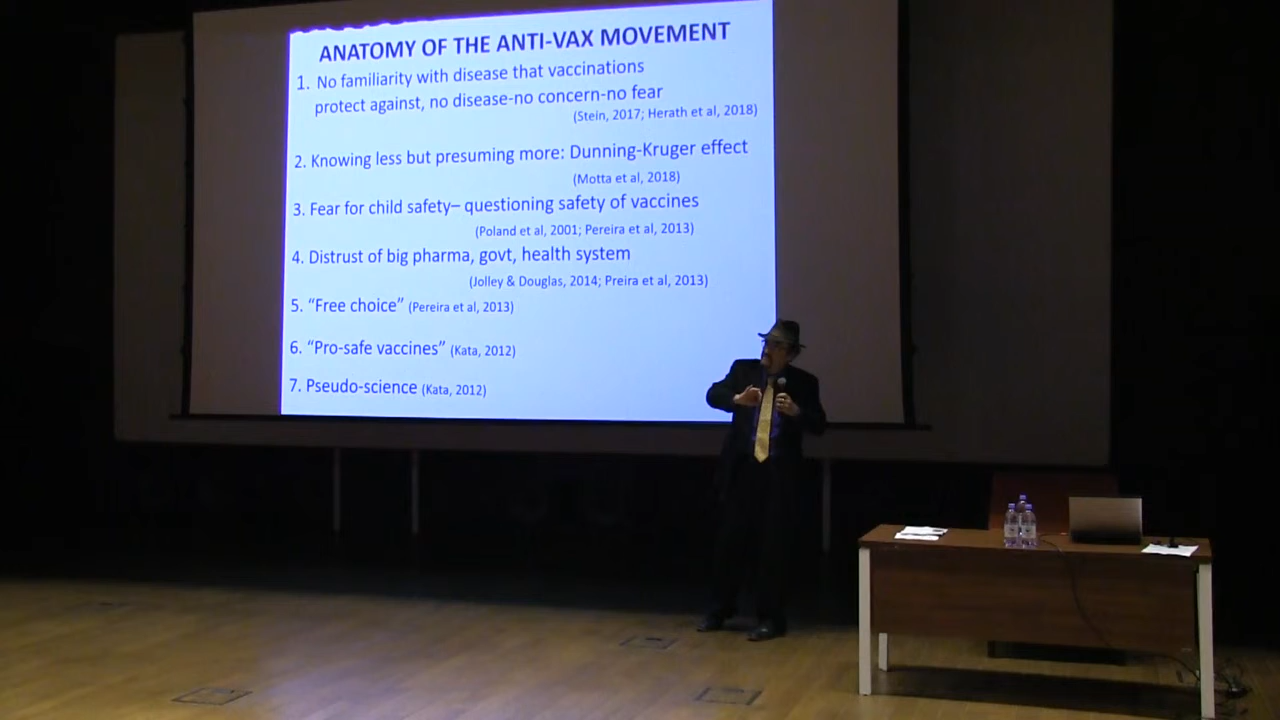 ANATOMY OF THE ANTI-VAX MOVEMENT
1. No familiarity with disease that vaccinations
protect against, no disease-no concern-no fear
(Stein, 2017; Herath et al, 2018)
2. Knowing less but presuming more: Dunning-Kruger effect
(Motta et al, 2018)
3. Fear for child safety– questioning safety of vaccines
(Poland et al, 2001; Pereira et al, 2013)
4. Distrust of big pharma, govt, health system
(Jolley & Douglas, 2014; Preira et al, 2013)
5. “Free choice” (Pereira et al, 2013)
6. “Pro-safe vaccines” (Kata, 2012)
7. Pseudo-science (Kata, 2012)